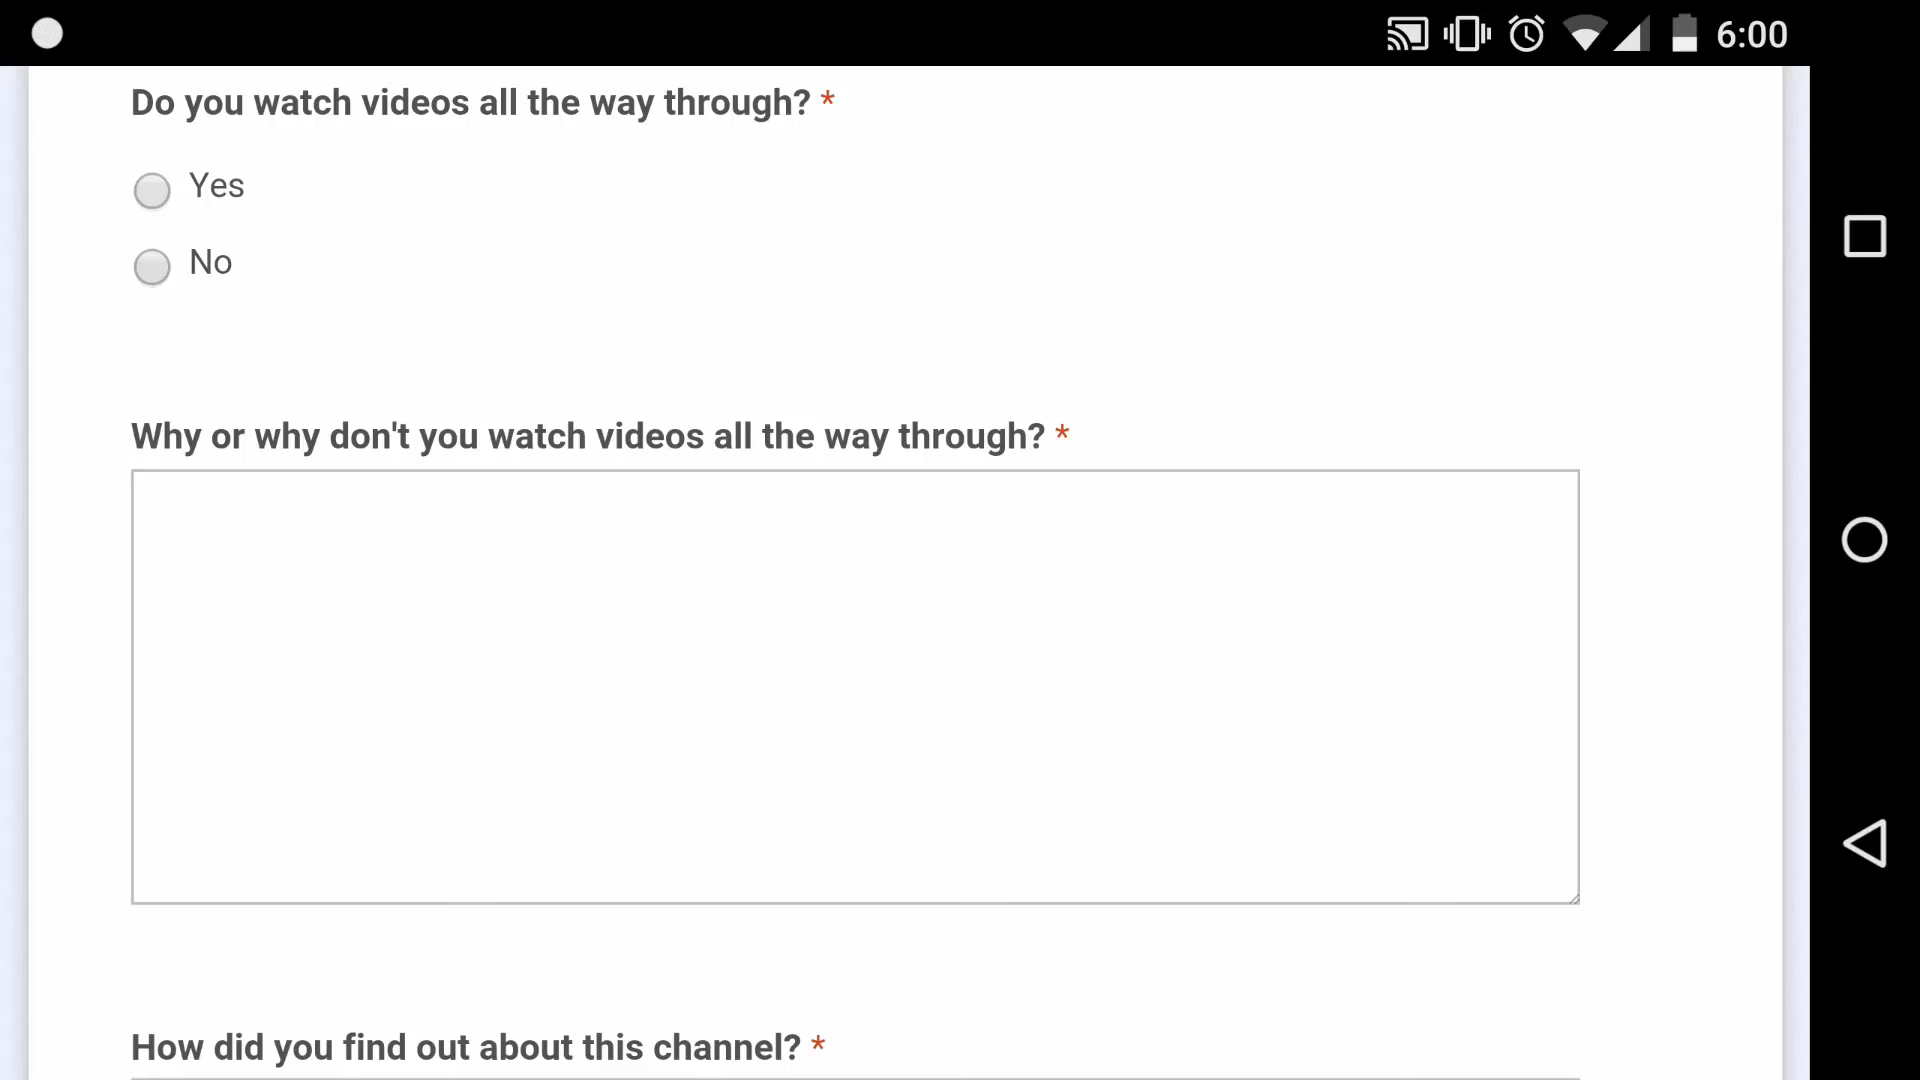 6:00
Do you watch videos all the way through? *
Yes
No
Why or why don't you watch videos all the way through? *
How did you find out about this channel? *